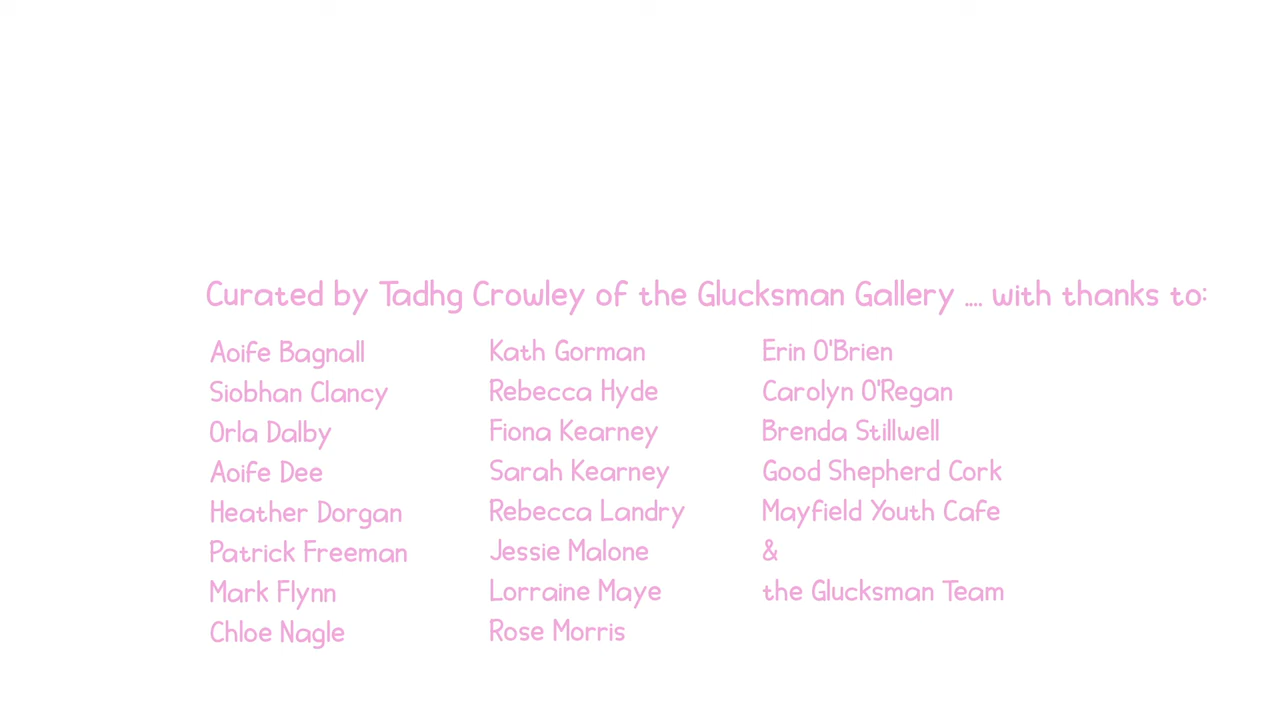 Curated by Tadhg Crowley of the Glucksman Gallery .... with thanks to:
Aoife Bagnall
Siobhan Clancy
Orla Dalby
Aoife Dee
Heather Dorgan
Patrick Freeman
Mark Flynn
Chloe Nagle
Kath Gorman
Rebecca Hyde
Fiona Kearney
Sarah Kearney
Rebecca Landry
Jessie Malone
Lorraine Maye
Rose Morris
Erin O'Brien
Carolyn O'Regan
Brenda Stillwell
Good Shepherd Cork
Mayfield Youth Cafe
&
the Glucksman Team